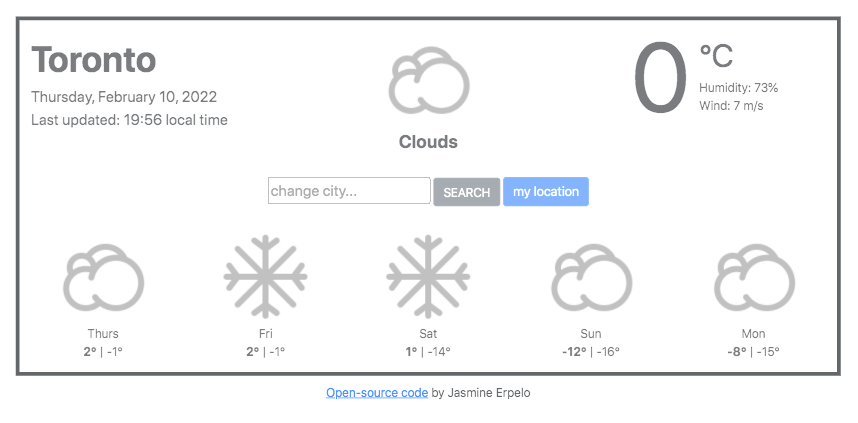 Toronto
Thursday, February 10, 2022
Last updated: 19:56 local time
Clouds
0 °C
Humidity: 73%
Wind: 7 m/s
change city...
SEARCH
my location
Thurs
2° | -1°
Fri
2° | -1°
Sat
1° | -14°
Sun
-12° | -16°
Mon
-8° | -15°
Open-source code by Jasmine Erpelo